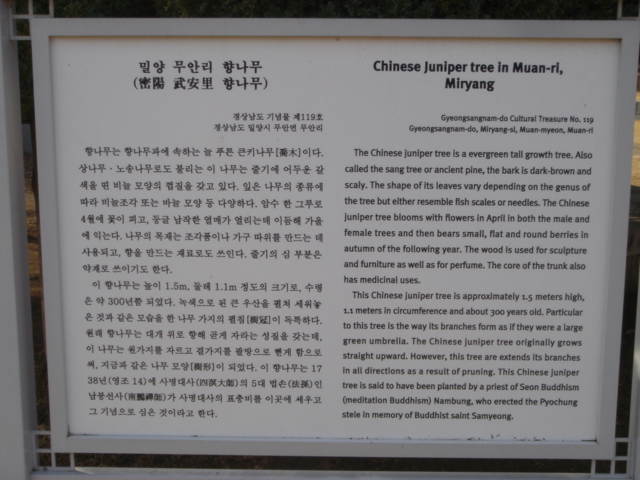 밀양 무안리 향나무
(密陽 武安里 향나무)
경상남도 기념물 제119호
경상남도 밀양시 무안면 무안리
향나무는 향나무과에 속하는 늘 푸른 큰키나무[喬木]이다.
상나무·노송나무로도 불리는 이 나무는 줄기에 어두운 갈
색을 띤 비늘 모양의 껍질을 갖고 있다. 잎은 나무의 종류에
따라 비늘조각 또는 바늘 모양 등 다양하다. 암수 한 그루로
4월에 꽃이 피고, 둥글 납작한 열매가 열리는데 이듬해 가을
에 익는다. 나무의 목재는 조각품이나 가구 따위를 만드는 데
사용되고, 향을 만드는 재료로도 쓰인다. 줄기의 심 부분은
약재로 쓰이기도 한다.
이 향나무는 높이 1.5m, 둘레 1.1m 정도의 크기로, 수령
은 약 300년쯤 되었다. 녹색으로 된 큰 우산을 펼쳐 세워놓
은 것과 같은 모습을 한 나무 가지의 펼침[樹冠]이 독특하다.
원래 향나무는 대개 위로 향해 곧게 자라는 성질을 갖는데,
이 나무는 원가지를 자르고 곁가지를 팔방으로 뻗게 함으로
써, 지금과 같은 나무 모양[樹形]이 되었다. 이 향나무는 17
38년(영조 14)에 사명대사(四溟大師)의 5대 법손(法孫)인
남붕선사(南鵬禪師)가 사명대사의 표충비를 이곳에 세우고
그 기념으로 심은 것이라고 한다.
Chinese Juniper tree in Muan-ri,
Miryang
Gyeongsangnam-do Cultural Treasure No. 119
Gyeongsangnam-do, Miryang-si, Muan-myeon, Muan-ri
The Chinese Juniper tree is a evergreen tall growth tree. Also
called the sang tree or ancient pine, the bark is dark-brown and
scaly. The shape of its leaves vary depending on the genus of
the tree but either resemble fish scales or needles. The Chinese
juniper tree blooms with flowers in April in both the male and
female trees and then bears small, flat and round berries in
autumn of the following year. The wood is used for sculpture
and furniture as well as for perfume. The core of the trunk also
has medicinal uses.
This Chinese juniper tree is approximately 1.5 meters high,
1.1 meters in circumference and about 300 years old. Particular
to this tree is the way its branches form as if they were a large
green umbrella. The Chinese juniper tree originally grows
straight upward. However, this tree are extends its branches
in all directions as a result of pruning. This Chinese juniper
tree is said to have been planted by a priest of Seon Buddhism
(meditation Buddhism) Nambung, who erected the Pyochung
stele in memory of Buddhist saint Samyeong.